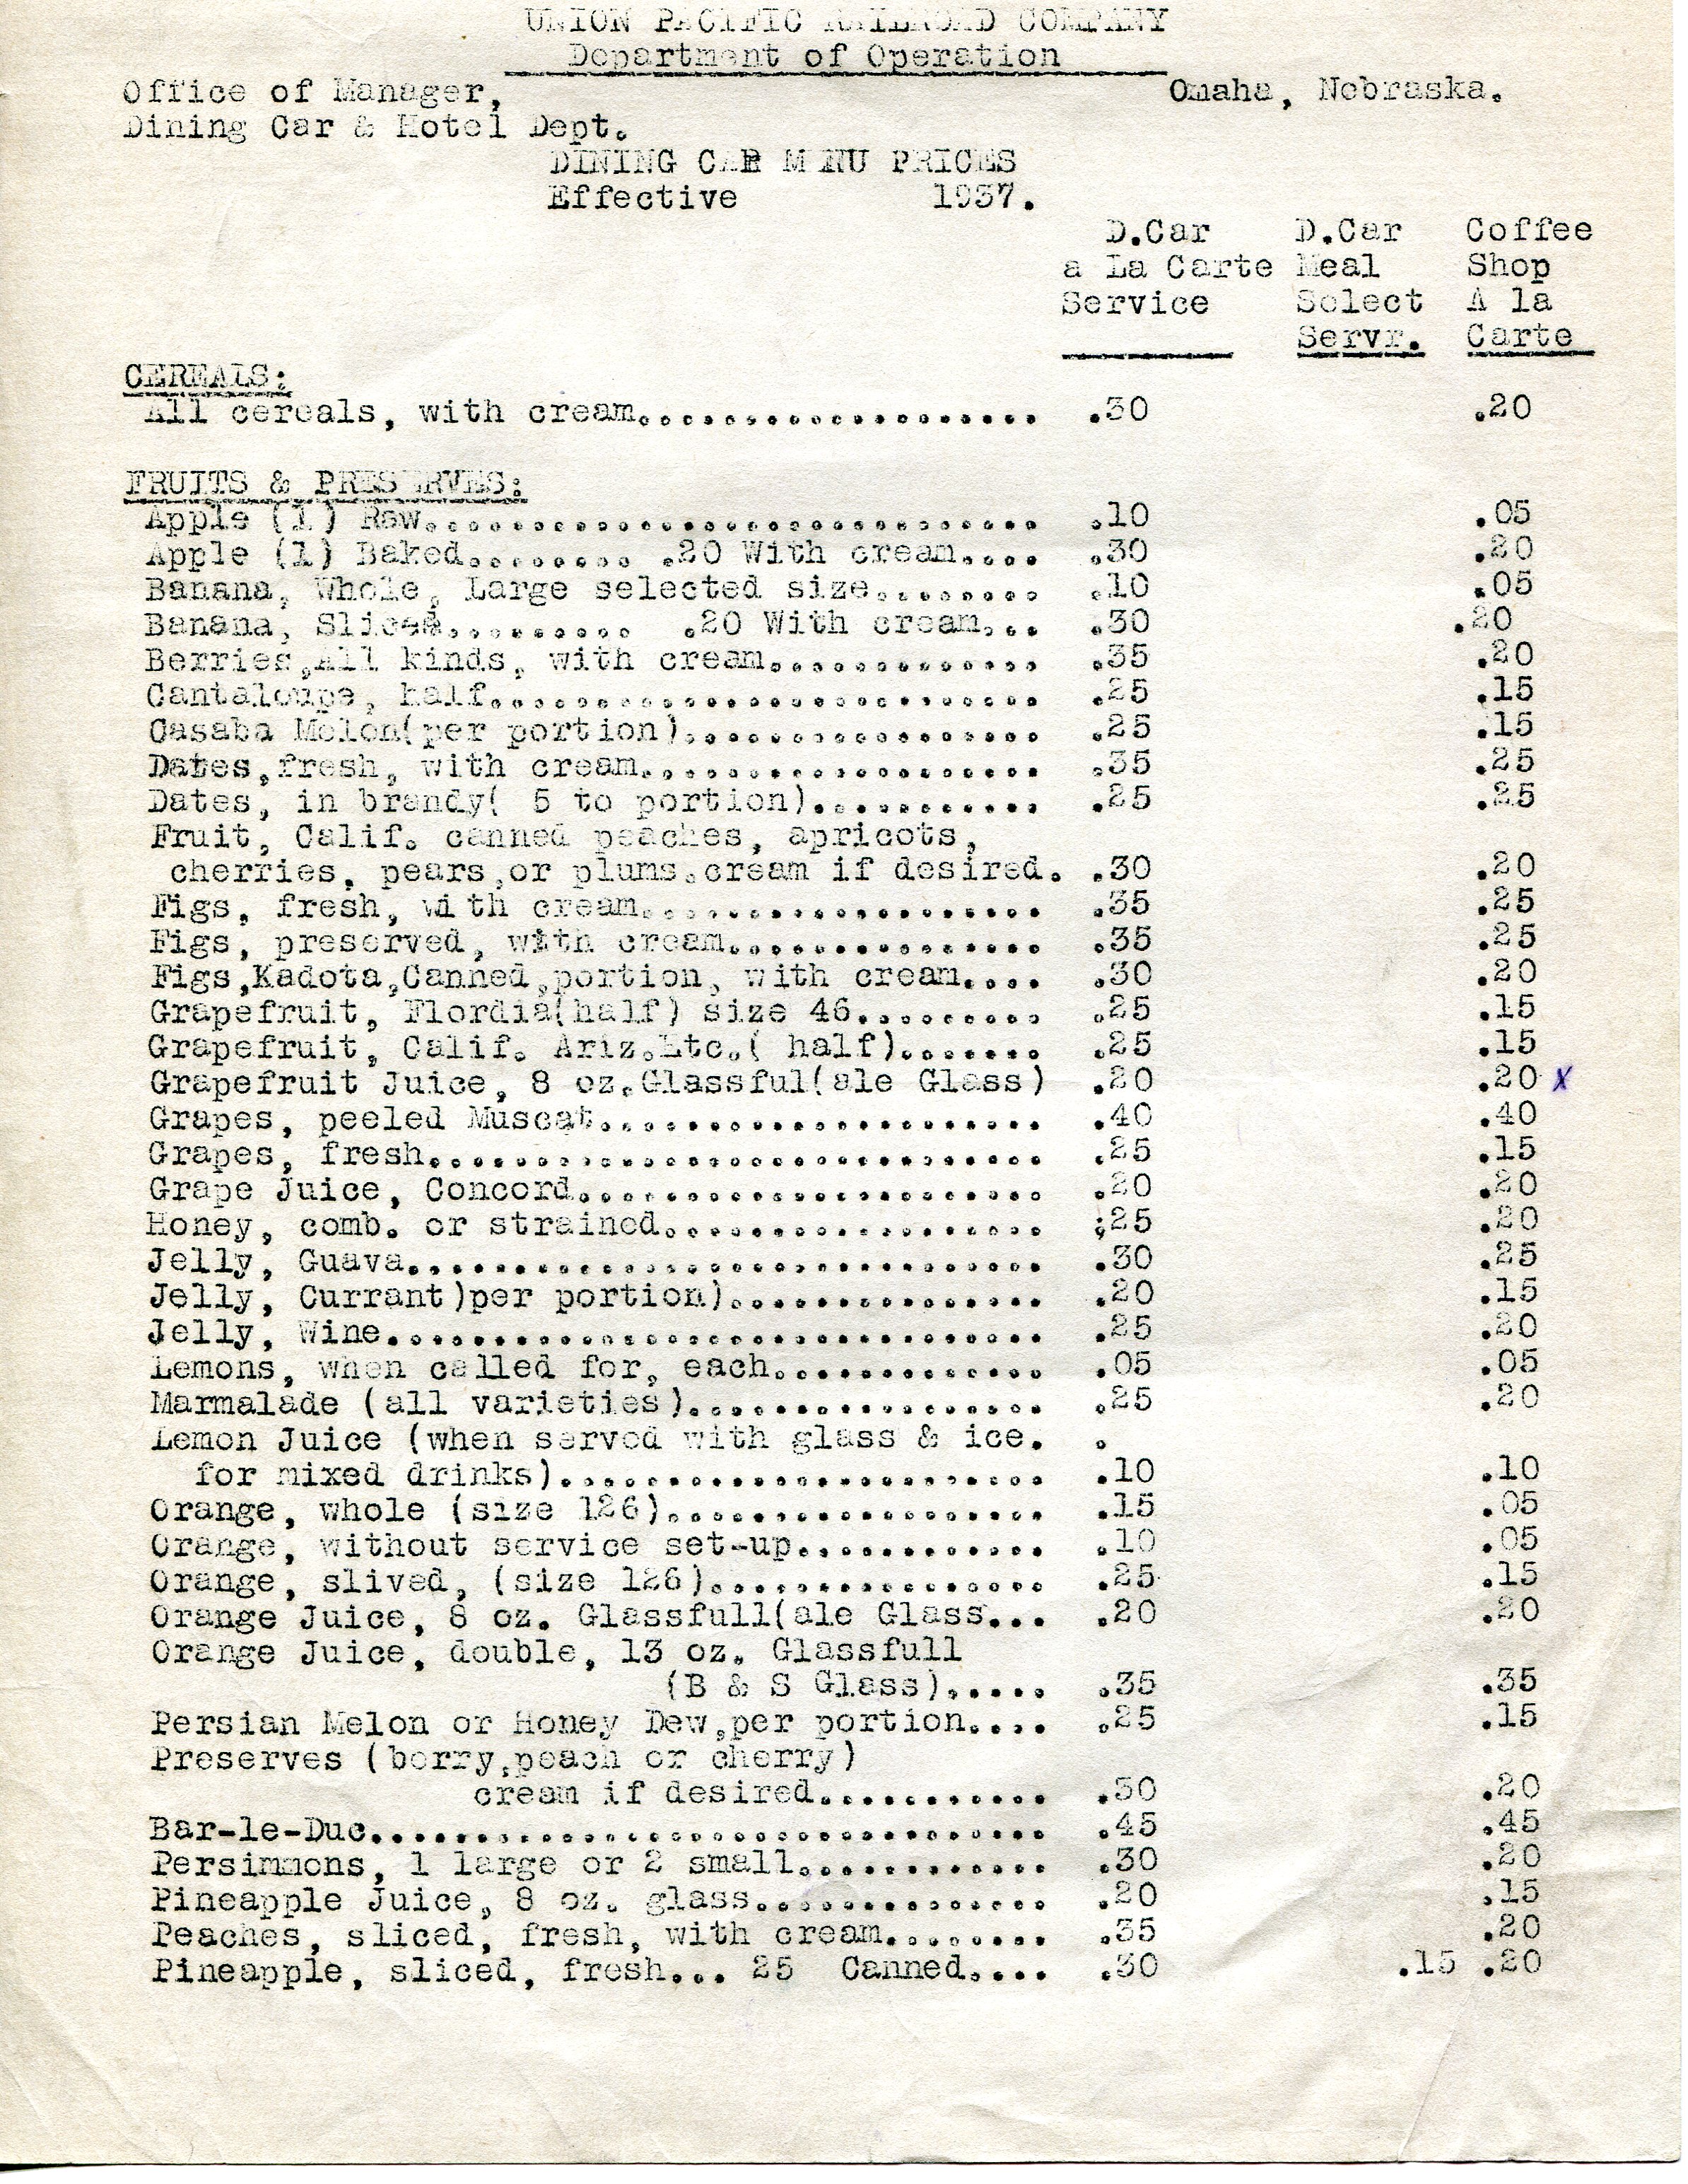 UNION PACIFIC RAILROAD COMPANY
Department of Operation
Office of Manager, Omaha, Nebraska.
Dining Car & Hotel Dept.
DINING CAR M NU PRICES
Effective 1937.
D.Car D.Car Coffee
a La Carte Meal Shop
Service Select A la
Servr. Carte
CEREALS:
All cereals, with cream................... .30 .20
FRUITS & PRES RVES:
Apple (1) Raw............................. .10 .05
Apple (1) Baked........ .20 With cream.... .30 .20
Banana, Whole, Large selected size........ .10 .05
Banana, Sliced......... .20 With cream... .30 .20
Berries,All kinds, with cream............. .35 .20
Cantaloupe, half.......................... .25 .15
Casaba Melon(per portion)................. .25 .15
Dates,fresh, with cream................... .35 .25
Dates, in brandy( 5 to portion)........... .25 .25
Fruit, Calif. canned peaches, apricots,
cherries, pears,or plums.cream if desired. .30 .20
Figs, fresh, with cream................... .35 .25
Figs, preserved, with cream............... .35 .25
Figs,Kadota,Canned,portion, with cream.... .30 .20
Grapefruit, Flordia(half) size 46......... .25 .15
Grapefruit, Calif. Ariz.Etc.( half)....... .25 .15
Grapefruit Juice, 8 oz.Glassful(ale Glass) .20 .20 X
Grapes, peeled Muscat..................... .40 .40
Grapes, fresh............................. .25 .15
Grape Juice, Concord...................... .20 .20
Honey, comb. or strained.................. ;25 .20
Jelly, Guava.............................. .30 .25
Jelly, Currant)per portion)............... .20 .15
Jelly, Wine............................... .25 .20
Lemons, when called for, each............. .05 .05
Marmalade (all varieties)................. .25 .20
Lemon Juice (when served with glass & ice. .
for mixed drinks)....................... .10 .10
Orange, whole (size 126).................. .15 .05
Orange, without service set-up............ .10 .05
Orange, slived, (size 126)................ .25 .15
Orange Juice, 8 oz. Glassfull(ale Glass... .20 .20
Orange Juice, double, 13 oz. Glassfull
(B & S Glass)..... .35 .35
Persian Melon or Honey Dew,per portion.... .25 .15
Preserves (berry,peach or cherry)
cream if desired........... .30 .20
Bar-le-Duc................................ .45 .45
Persimmons, 1 large or 2 small............ .30 .20
Pineapple Juice, 8 oz. glass.............. .20 .15
Peaches, sliced, fresh, with cream........ .35 .20
Pineapple, sliced, fresh... 25 Canned.... .30 .15 .20